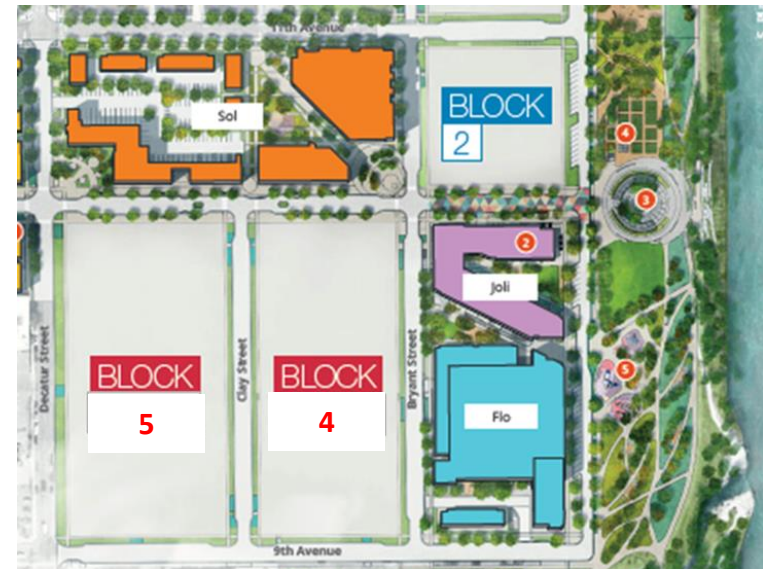 11th Avenue
Sol
BLOCK
2
4
3
2
Joli
Decatur Street
Clay Street
Bryant Street
BLOCK
5
BLOCK
4
5
Flo
9th Avenue